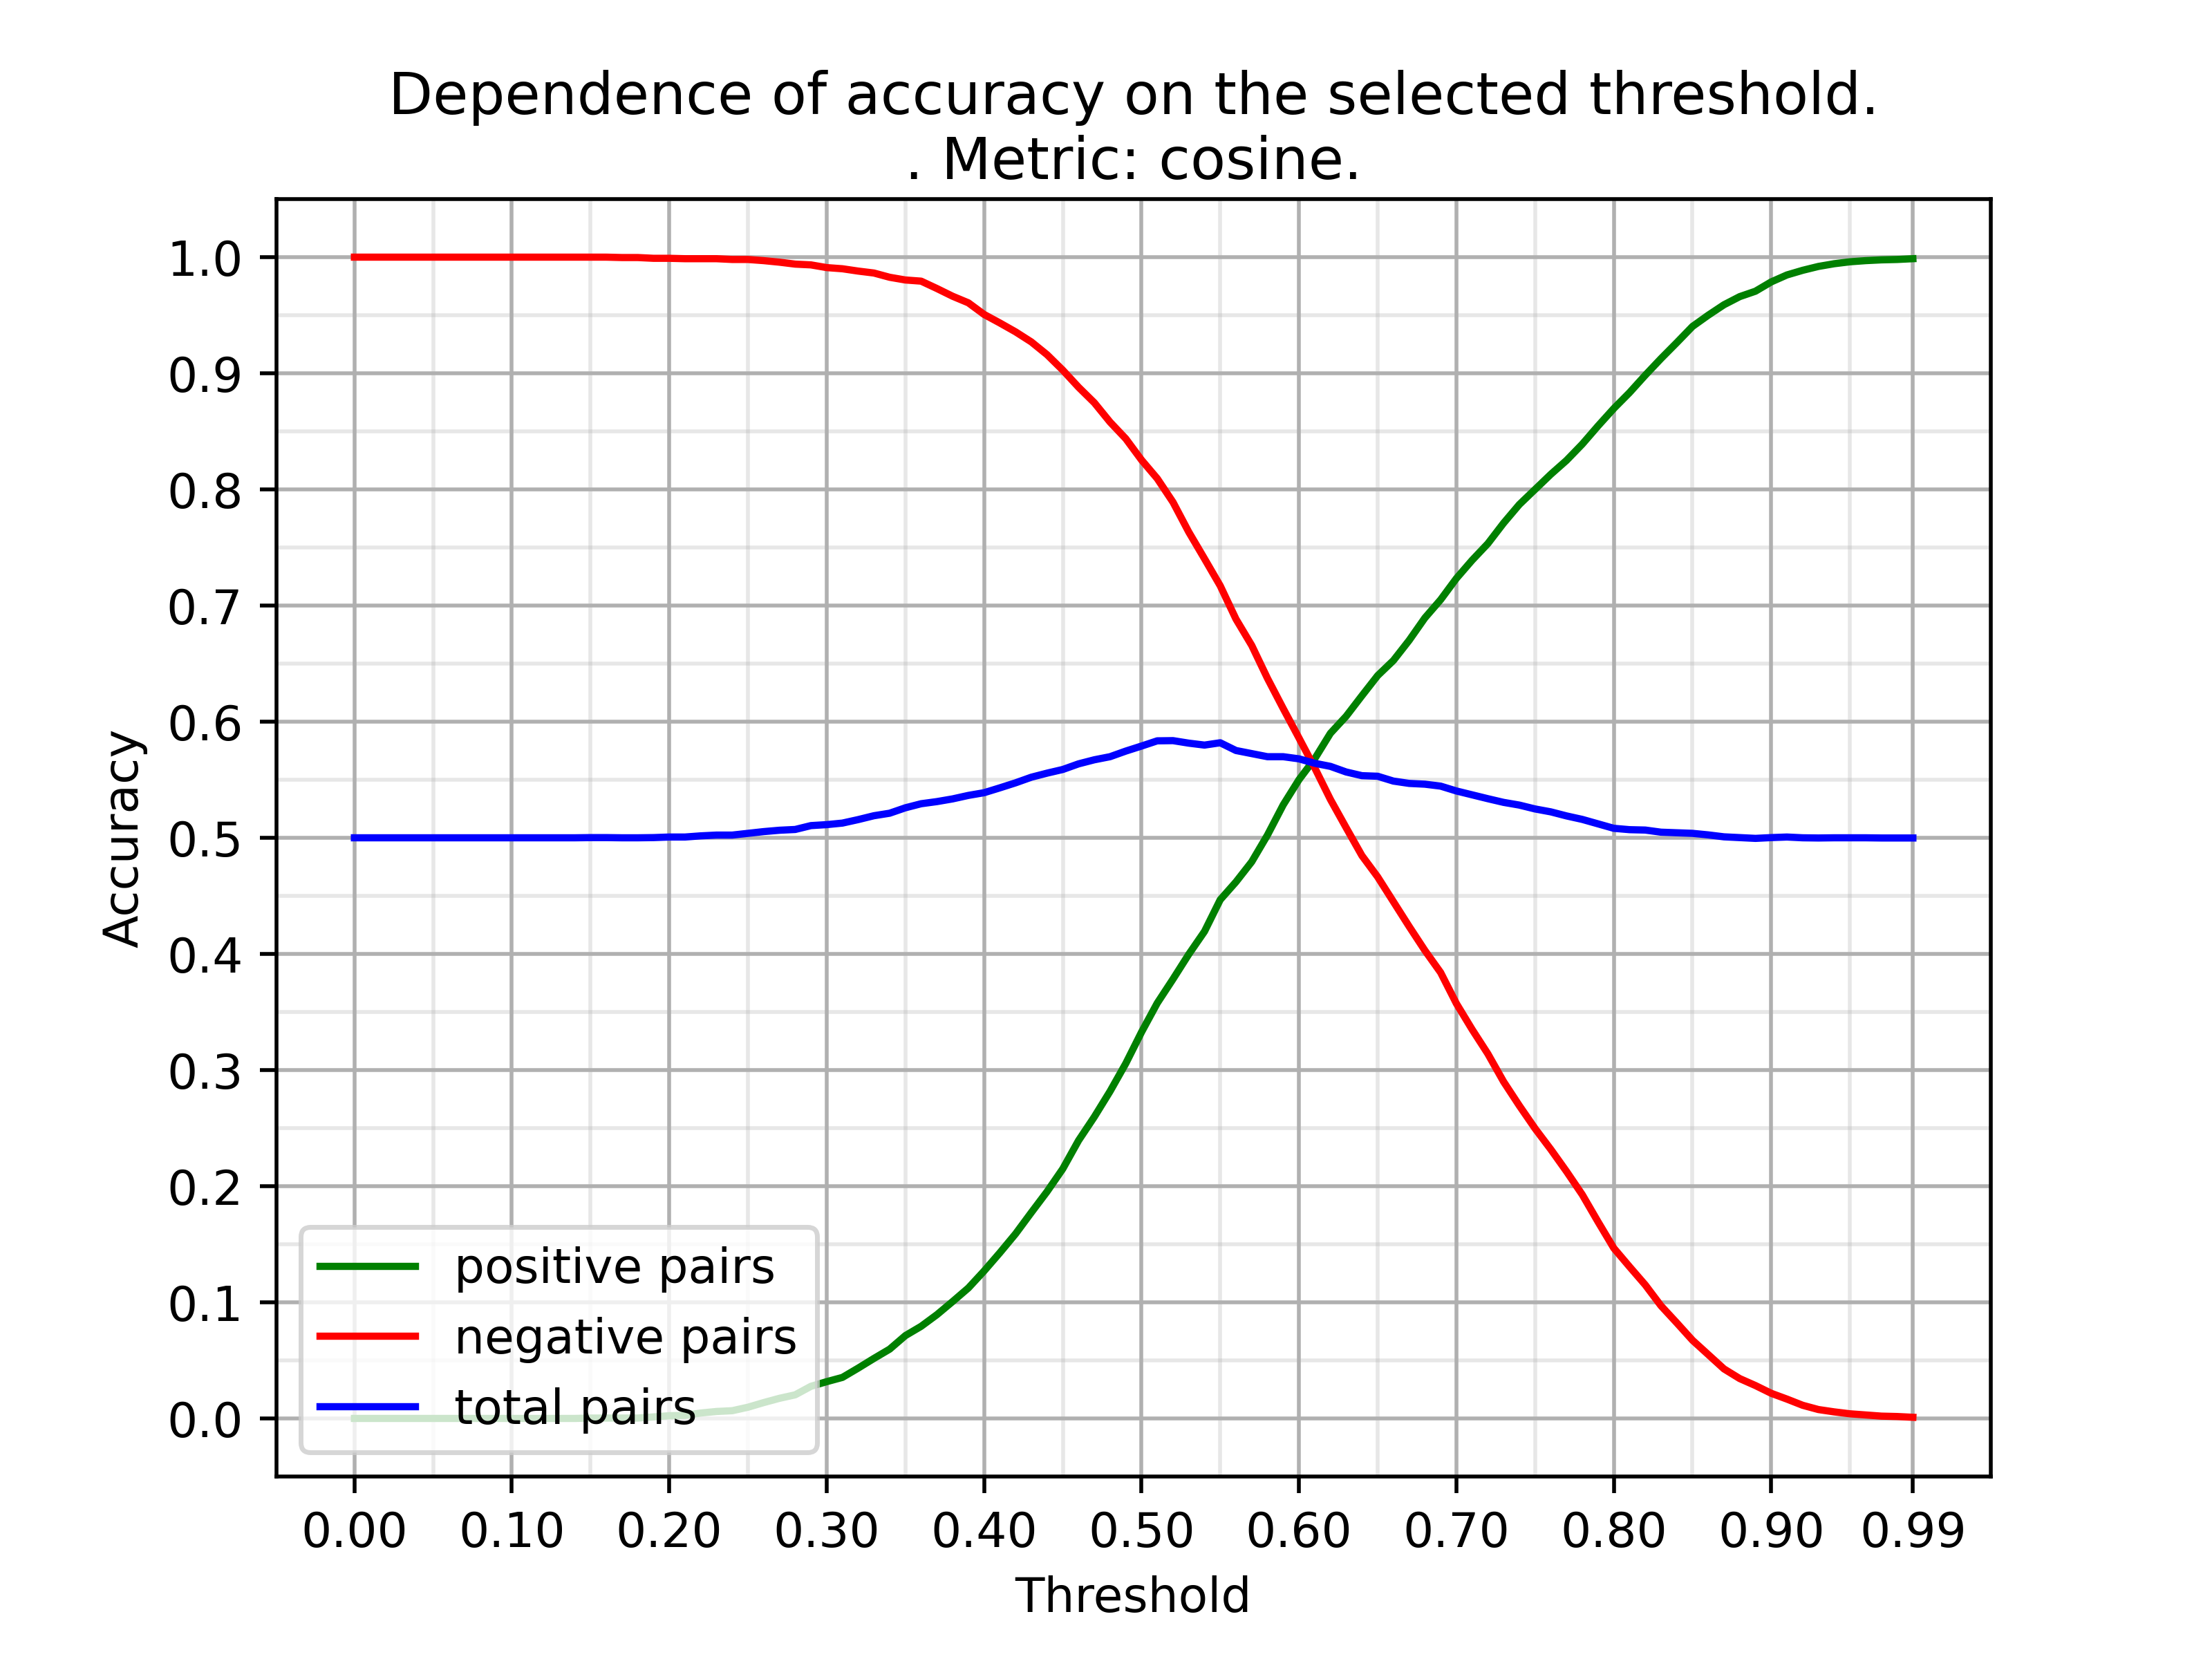 Dependence of accuracy on the selected threshold.
. Metric: cosine.
Accuracy
1.0
0.9
0.8
0.7
0.6
0.5
0.4
0.3
0.2
0.1
0.0
positive pairs
negative pairs
total pairs
0.00 0.10 0.20 0.30 0.40 0.50 0.60 0.70 0.80 0.90 0.99
Threshold